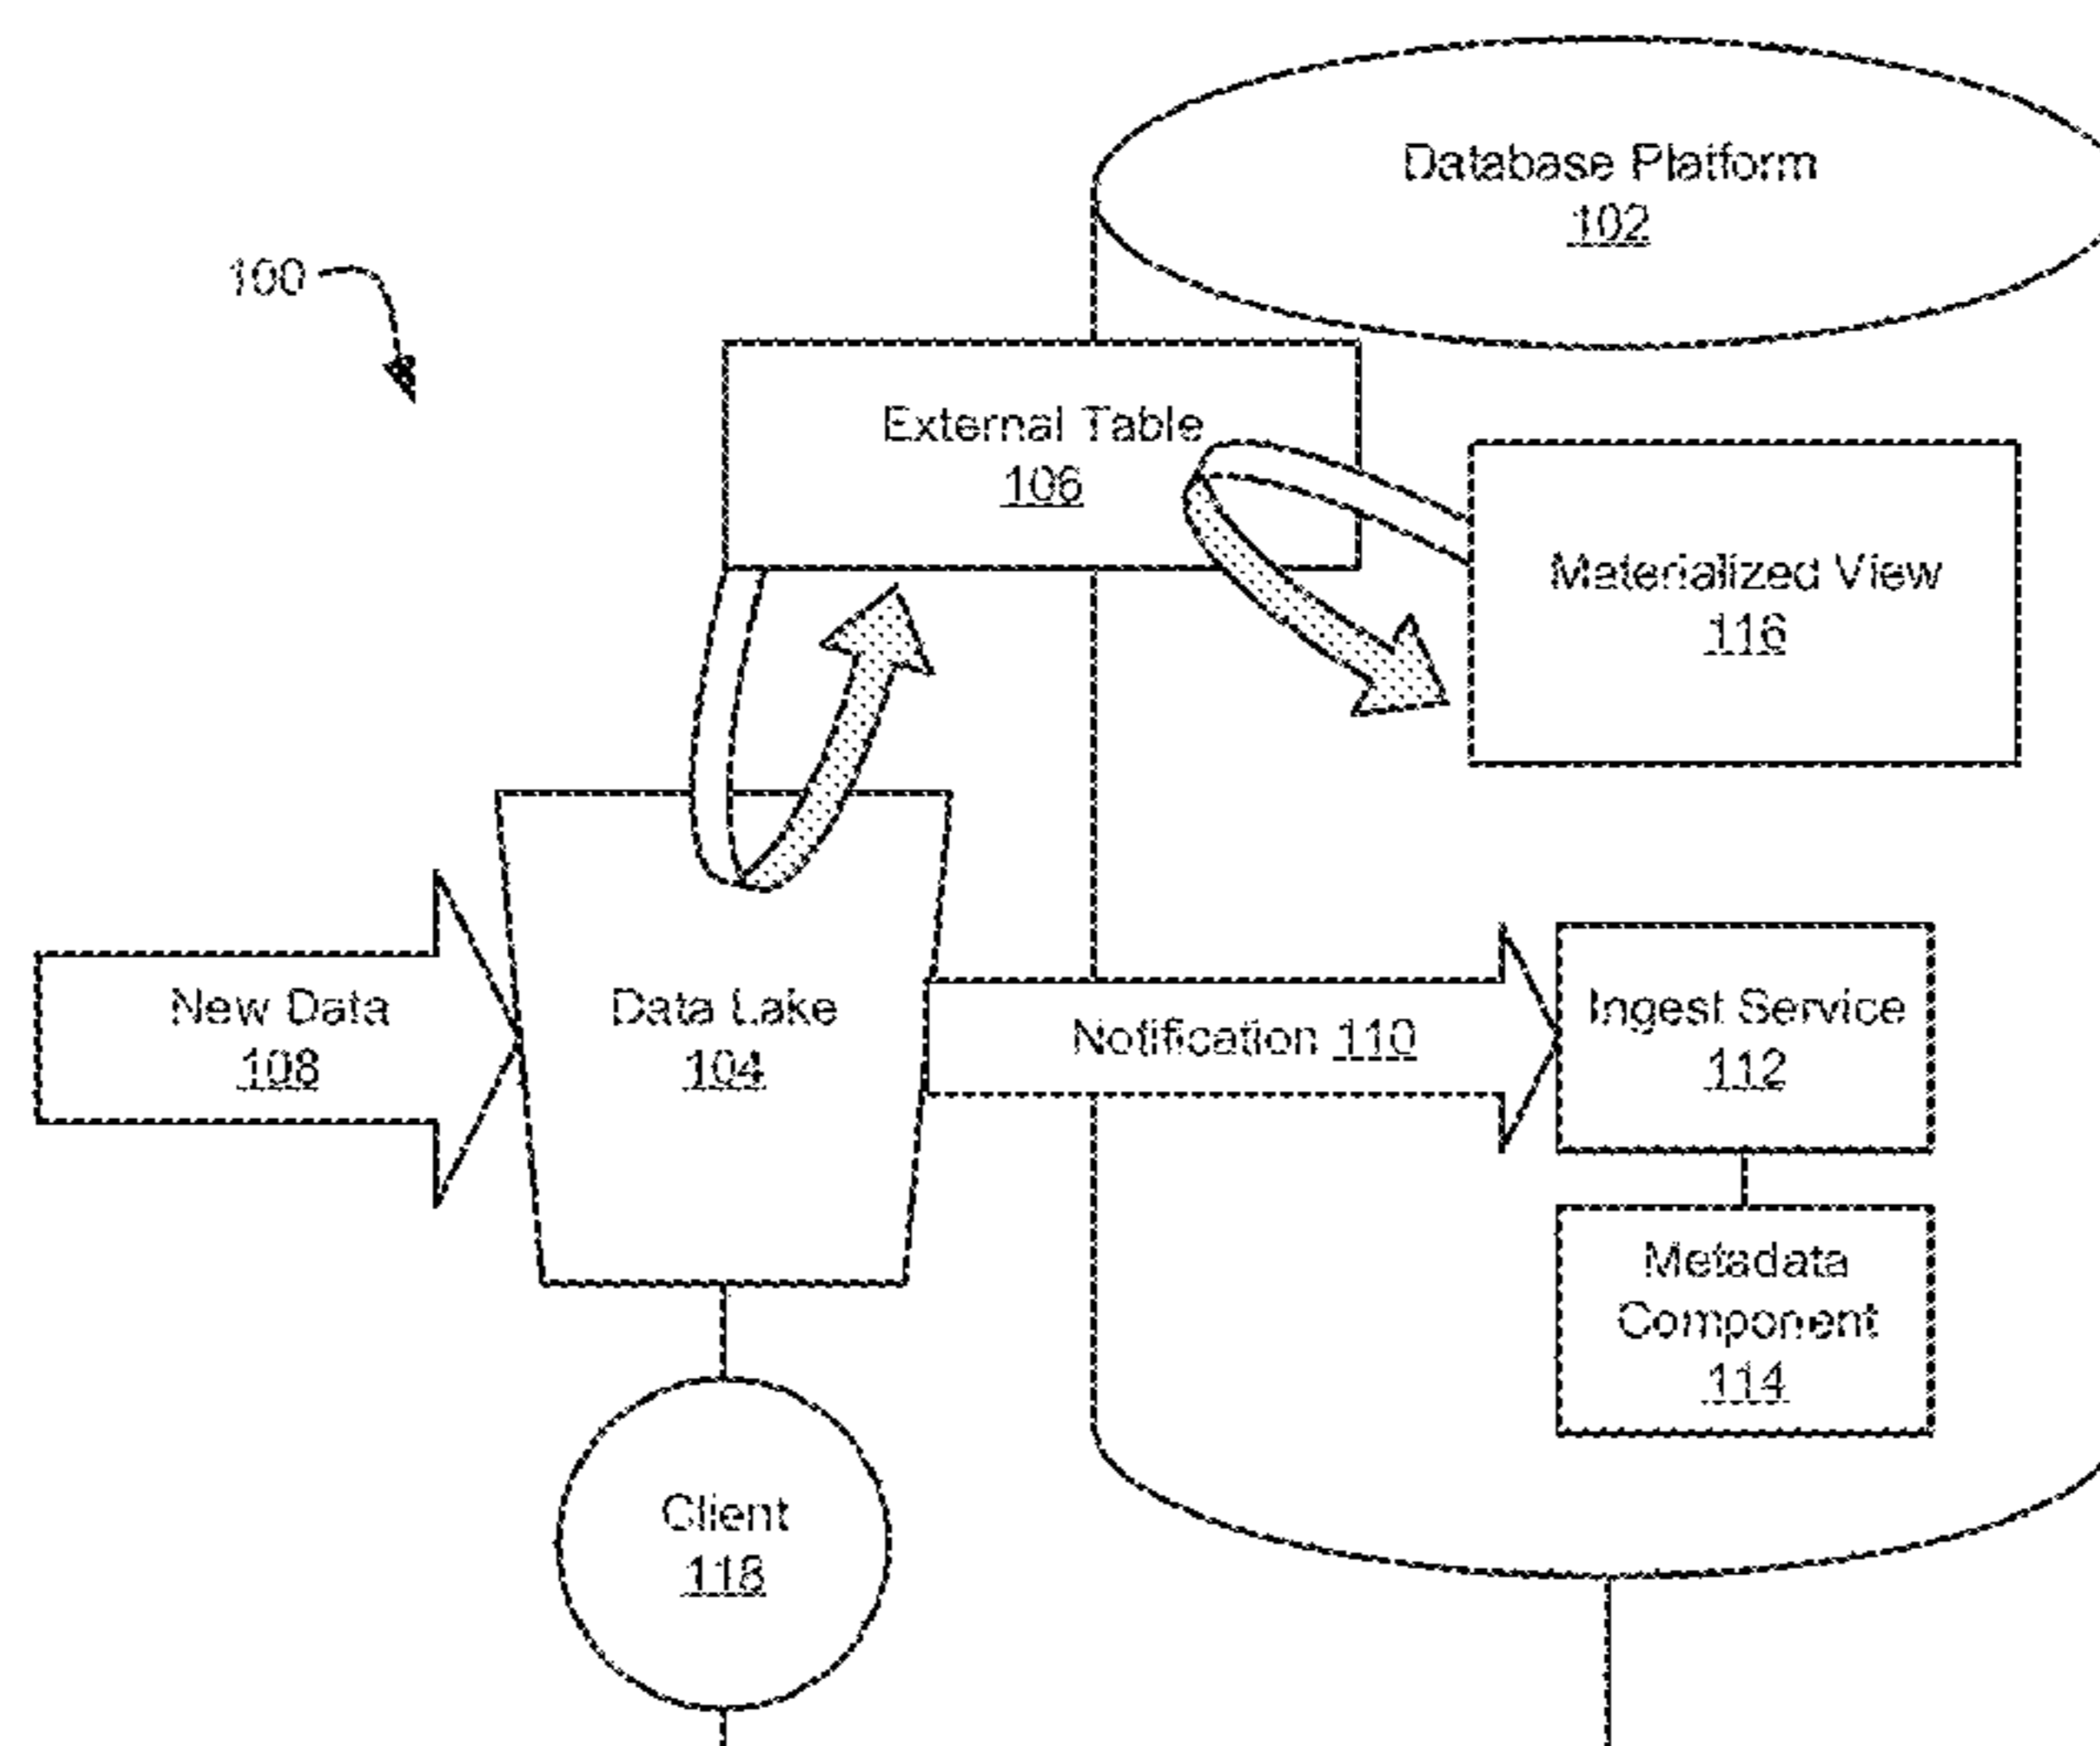 Database Platform
102
100
External Table
106
Materialized View
116
New Data
108
Data Lake
104
Notification 110
Ingest Service
112
Metadata
Component
114
Client
118